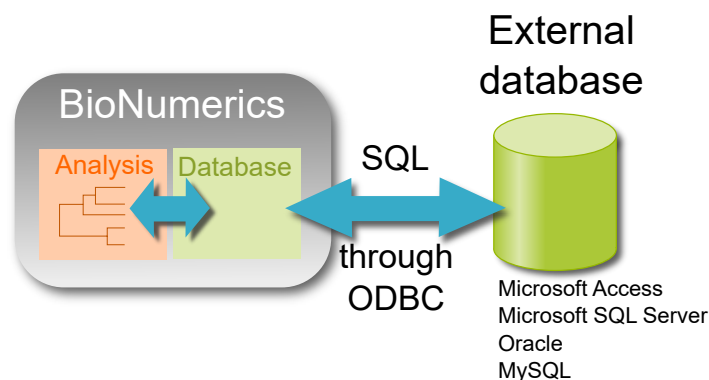 External
database
BioNumerics
Analysis
Database
SQL
through
ODBC
Microsoft Access
Microsoft SQL Server
Oracle
MySQL